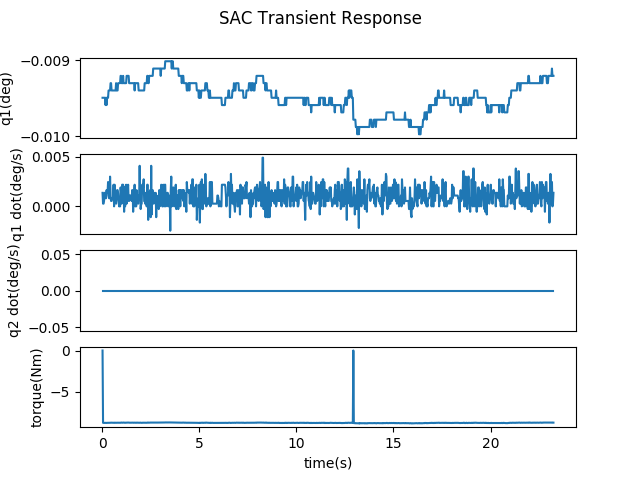 SAC Transient Response
q1(deg)
−0.009
−0.010
q1 dot(deg/s)
0.005
0.000
q2 dot(deg/s)
0.05
0.00
−0.05
torque(Nm)
0
−5
0 5 10 15 20
time(s)